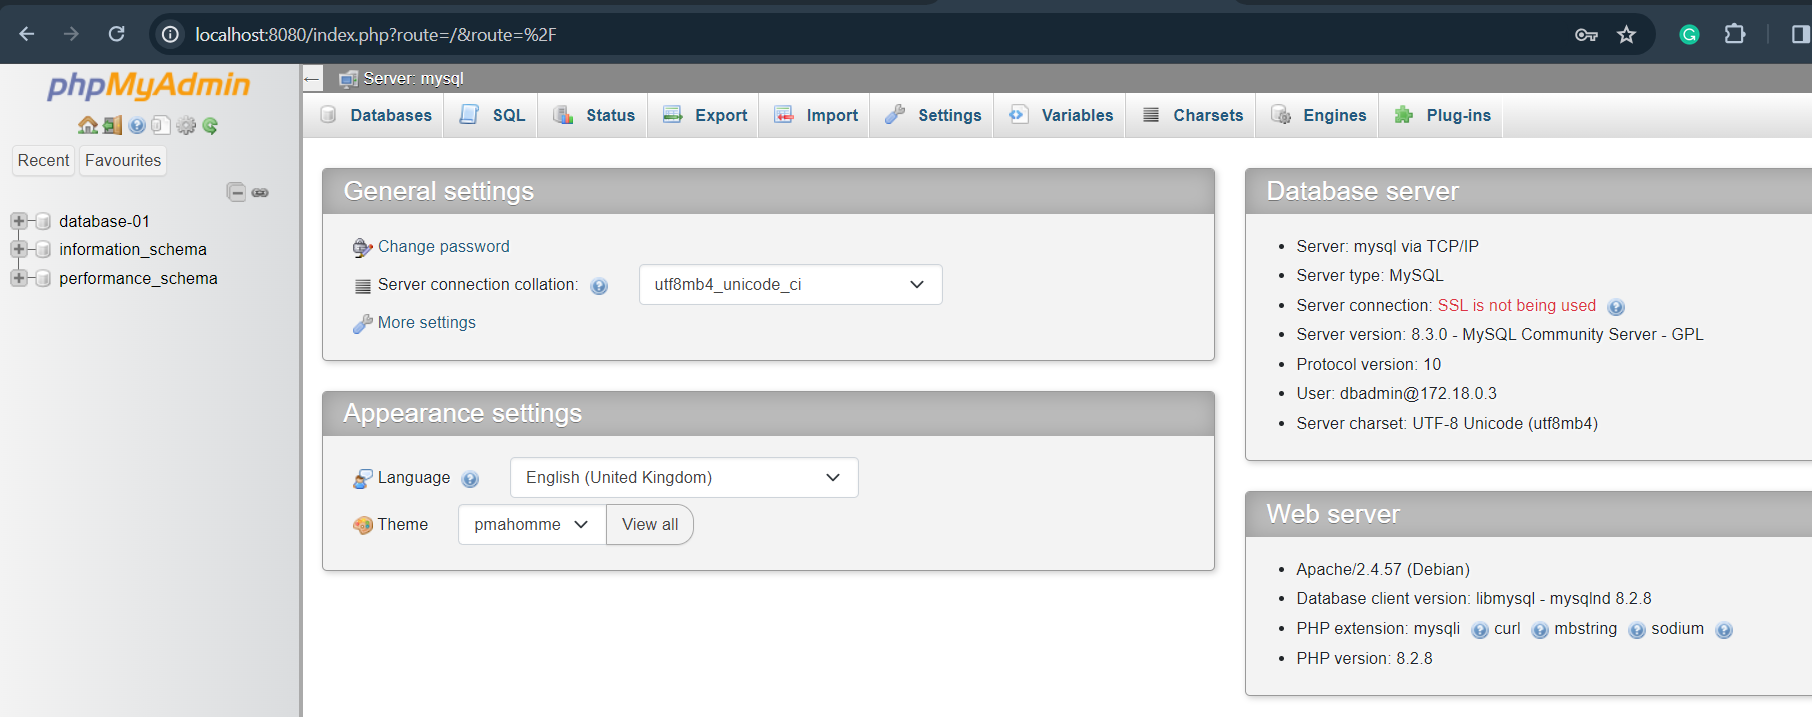 localhost:8080/index.php?route=/&route=%2F
phpMyAdmin
Recent Favourites
database-01
information_schema
performance_schema
Server: mysql
Databases SQL Status Export Import Settings Variables Charsets Engines Plug-ins
General settings
Change password
Server connection collation: utf8mb4_unicode_ci
More settings
Appearance settings
Language English (United Kingdom)
Theme pmahomme View all
Database server
Server: mysql via TCP/IP
Server type: MySQL
Server connection: SSL is not being used
Server version: 8.3.0 - MySQL Community Server - GPL
Protocol version: 10
User: dbadmin@172.18.0.3
Server charset: UTF-8 Unicode (utf8mb4)
Web server
Apache/2.4.57 (Debian)
Database client version: libmysql - mysqlnd 8.2.8
PHP extension: mysqli curl mbstring sodium
PHP version: 8.2.8